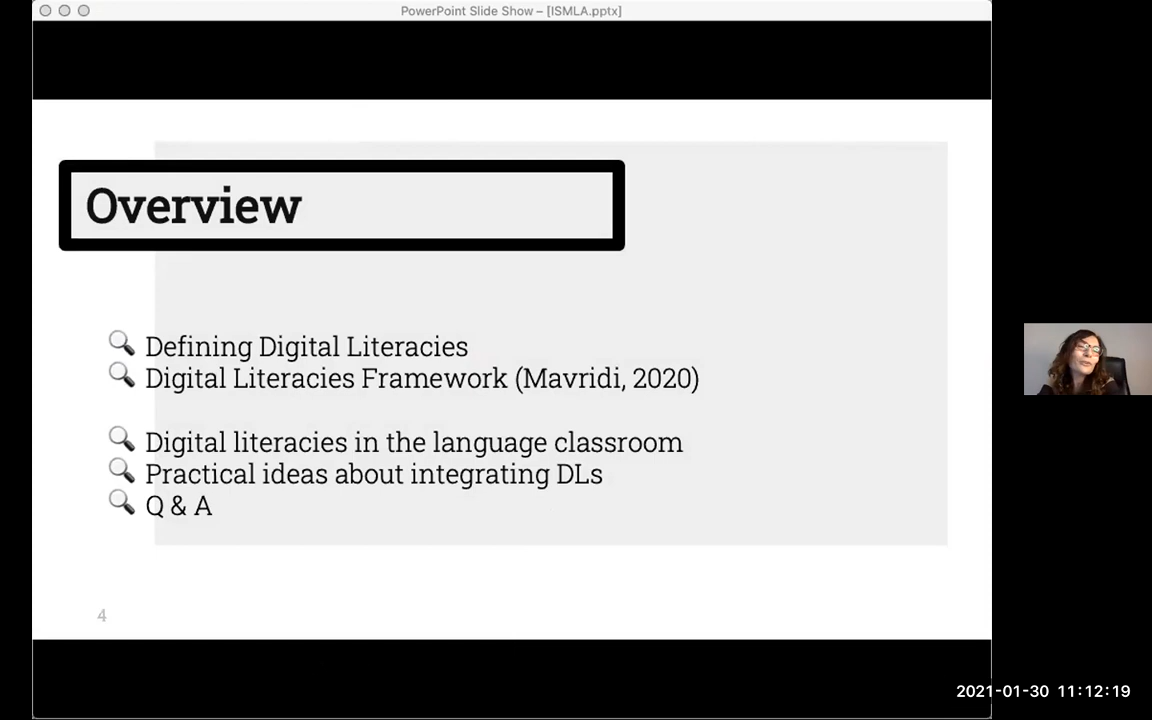 PowerPoint Slide Show – [ISMLA.pptx]
Overview
Defining Digital Literacies
Digital Literacies Framework (Mavridi, 2020)
Digital literacies in the language classroom
Practical ideas about integrating DLs
Q & A
4
2021-01-30 11:12:19